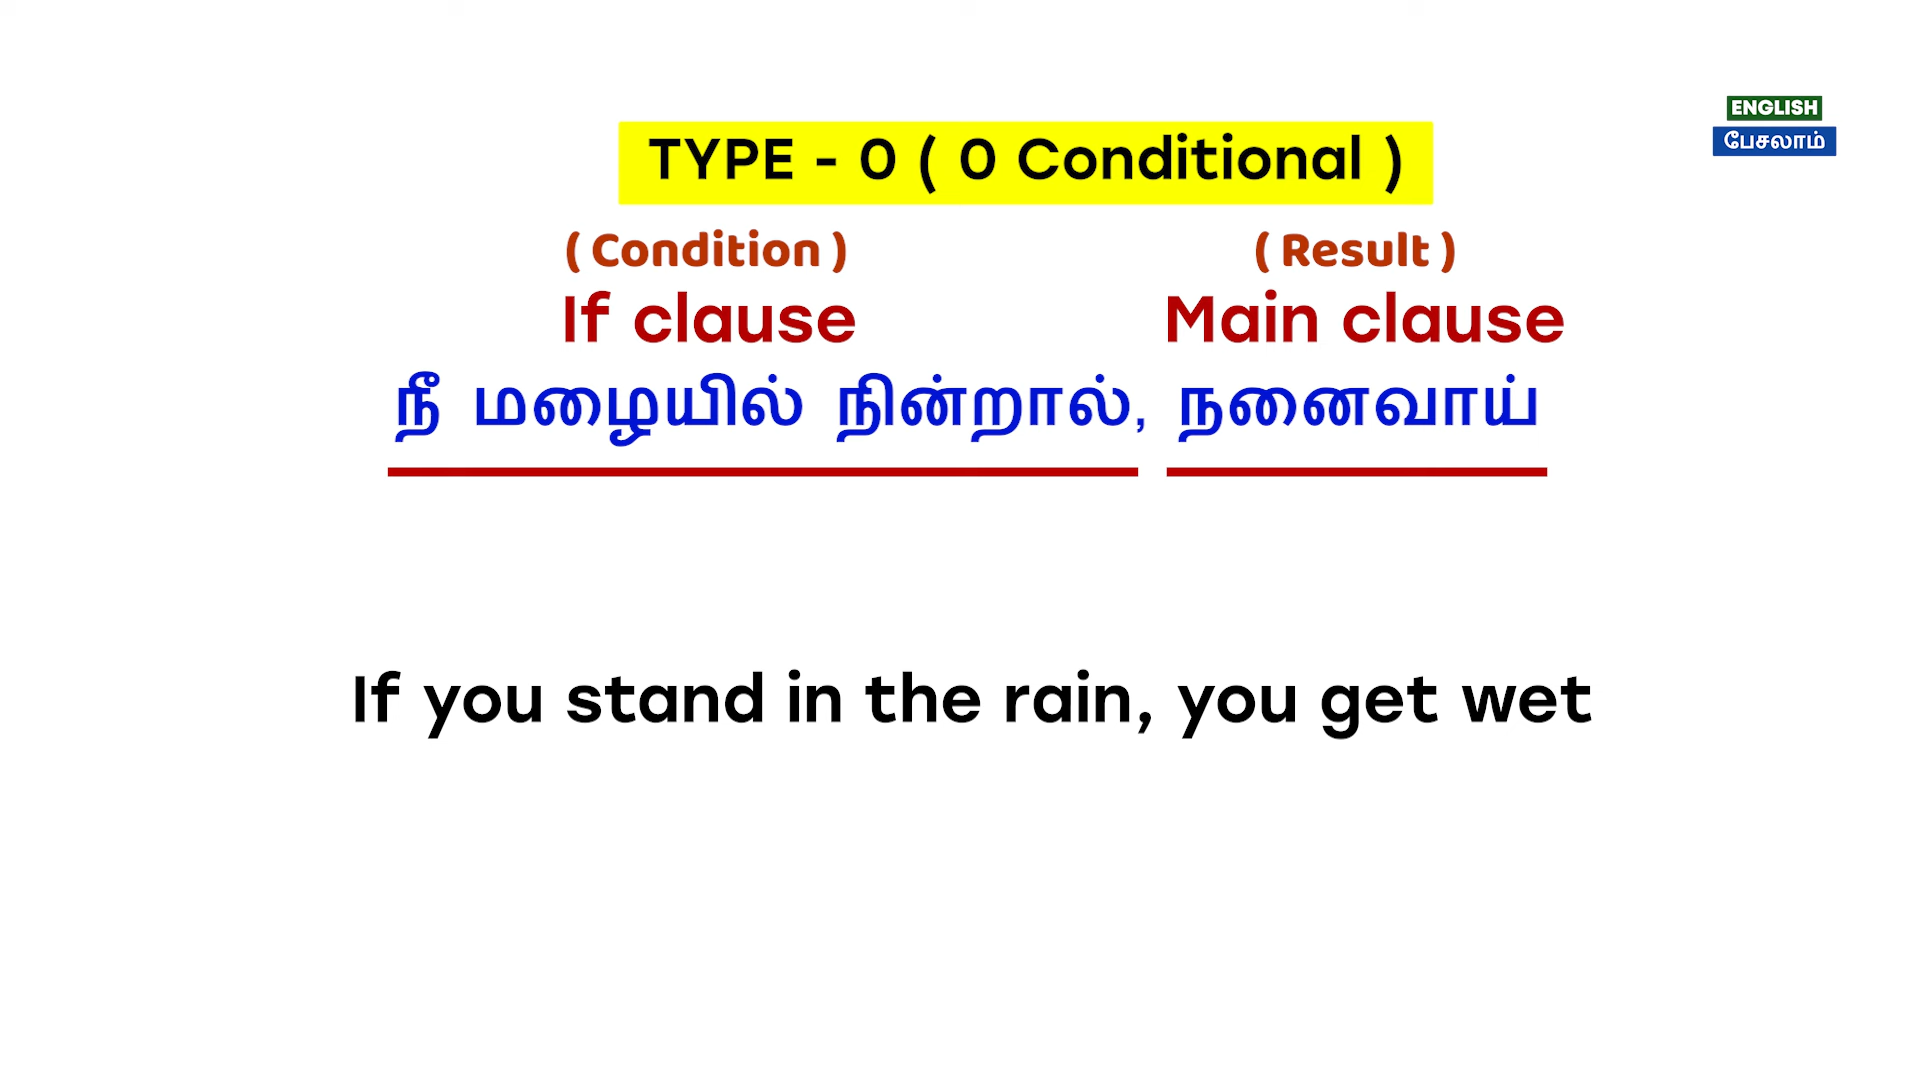 ENGLISH
பேசலாம்
TYPE - 0 ( 0 Conditional )
( Condition ) ( Result )
If clause Main clause
நீ மழையில் நின்றால், நனைவாய்
If you stand in the rain, you get wet